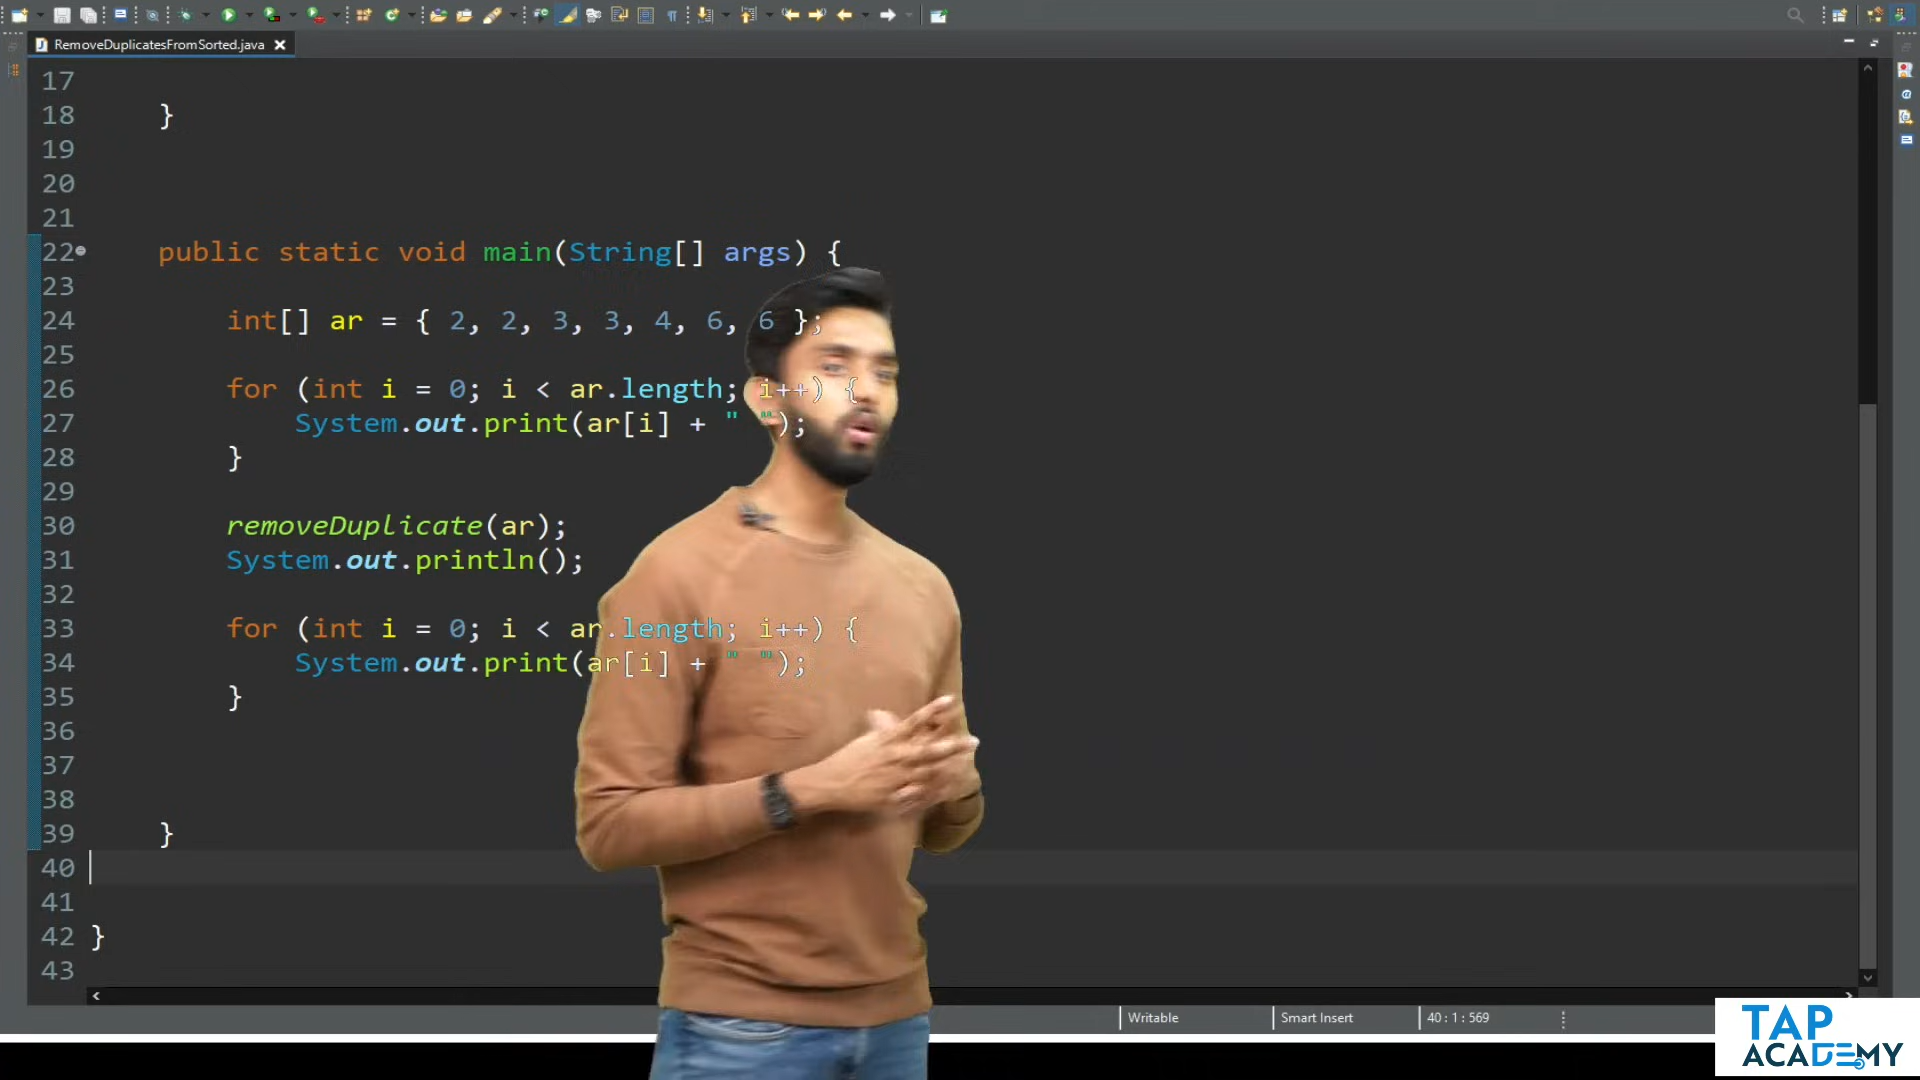 RemoveDuplicatesFromSorted.java
17
18 }
19
20
21
22 public static void main(String[] args) {
23
24 int[] ar = { 2, 2, 3, 3, 4, 6, 6 };
25
26 for (int i = 0; i < ar.length; i++) {
27 System.out.print(ar[i] + " ");
28 }
29
30 removeDuplicate(ar);
31 System.out.println();
32
33 for (int i = 0; i < ar.length; i++) {
34 System.out.print(ar[i] + " ");
35 }
36
37
38
39 }
40
41
42 }
43
Writable Smart Insert 40 : 1 : 569
TAP
ACADEMY